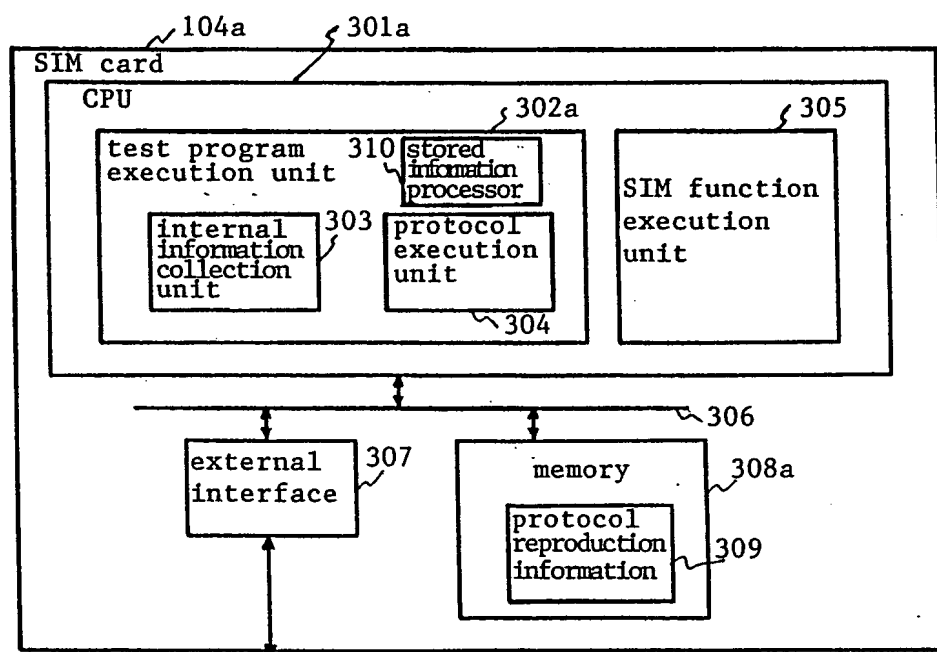 104a
301a
SIM card
CPU
302a
305
test program
execution unit
310
stored
information
processor
303
internal
information
collection
unit
protocol
execution
unit
304
SIM function
execution
unit
306
external
interface
307
memory
308a
protocol
reproduction
information
309